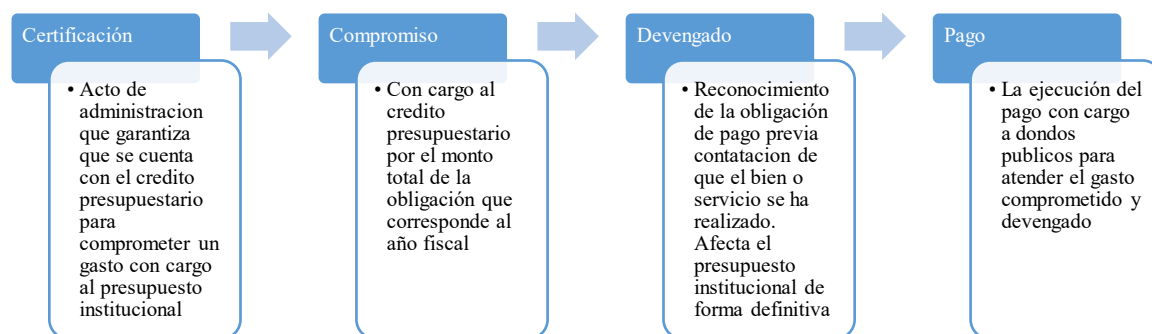 Certificación
• Acto de
administracion
que garantiza
que se cuenta
con el credito
presupuestario
para
comprometer un
gasto con cargo
al presupuesto
institucional
Compromiso
• Con cargo al
credito
presupuestario
por el monto
total de la
obligación que
corresponde al
año fiscal
Devengado
• Reconocimiento
de la obligación
de pago previa
contatacion de
que el bien o
servicio se ha
realizado.
Afecta el
presupuesto
institucional de
forma definitiva
Pago
• La ejecución del
pago con cargo
a dondos
publicos para
atender el gasto
comprometido y
devengado